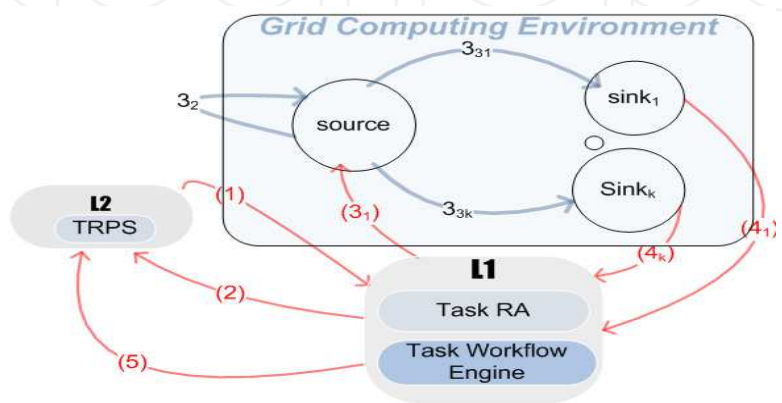 Grid Computing Environment
3₃₁
3₂
sink₁
source
Sinkₖ
(1)
(3₁)
3₃ₖ
L2
TRPS
(4₁)
(4ₖ)
L1
(2)
Task RA
(5)
Task Workflow
Engine